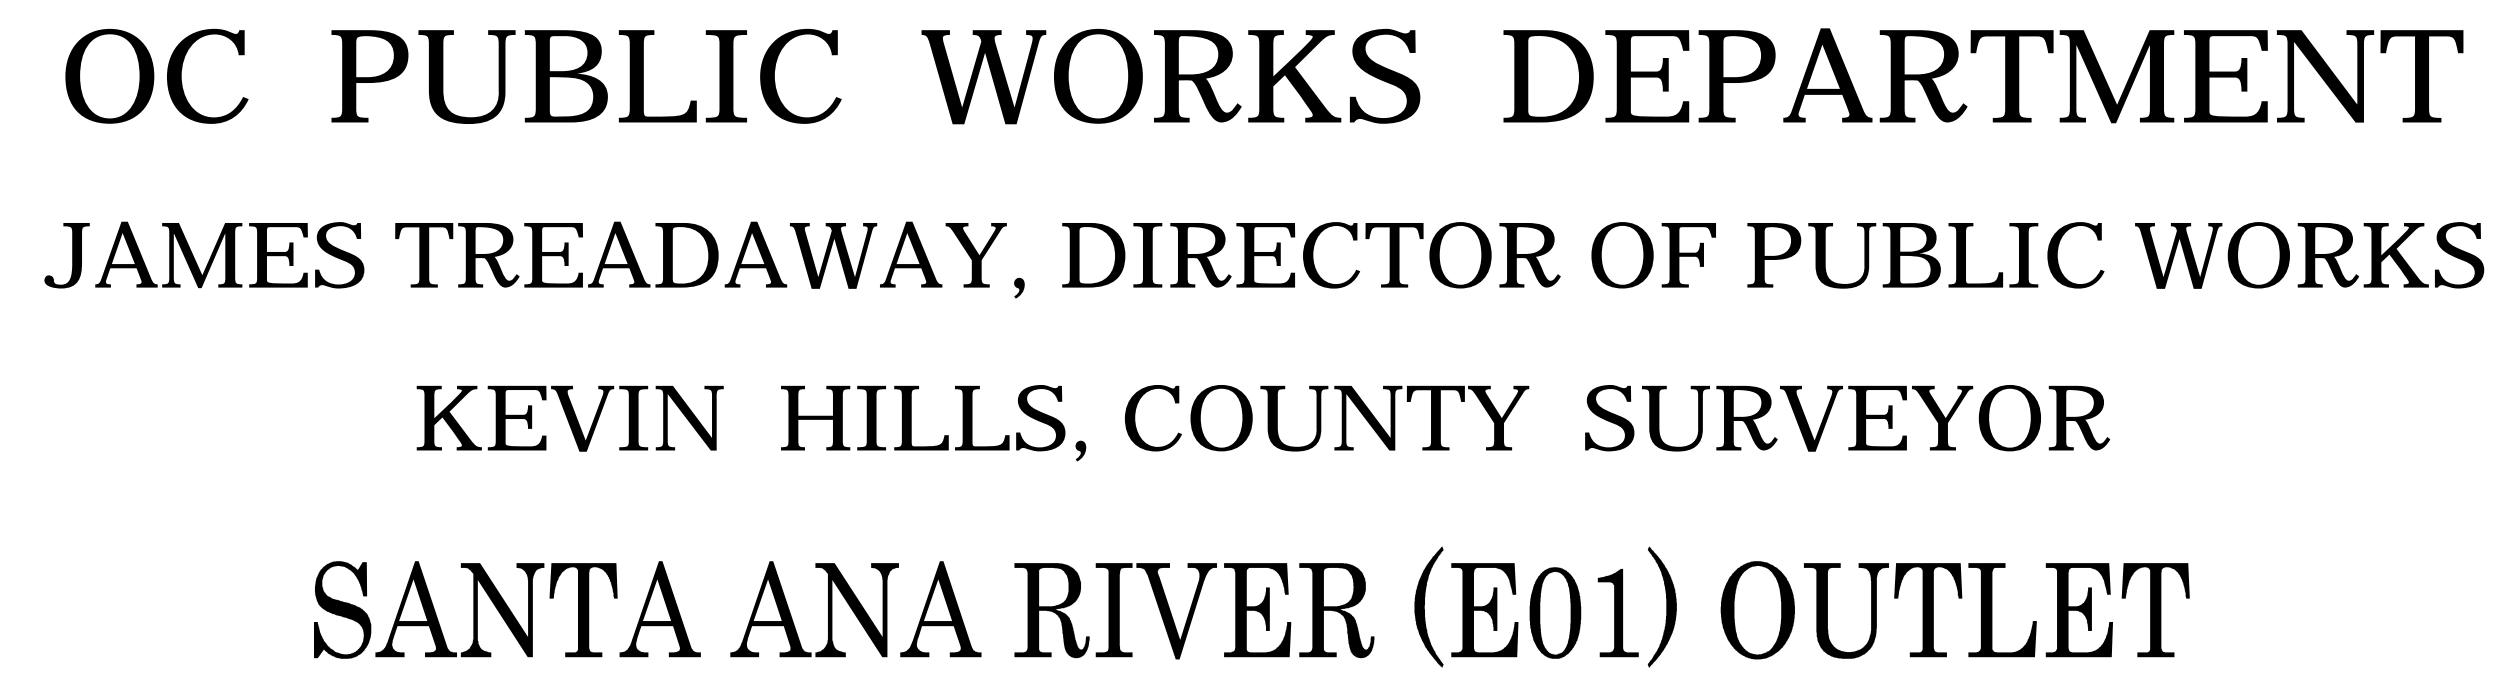 OC PUBLIC WORKS DEPARTMENT
JAMES TREADAWAY, DIRECTOR OF PUBLIC WORKS
KEVIN HILLS, COUNTY SURVEYOR
SANTA ANA RIVER (E01) OUTLET